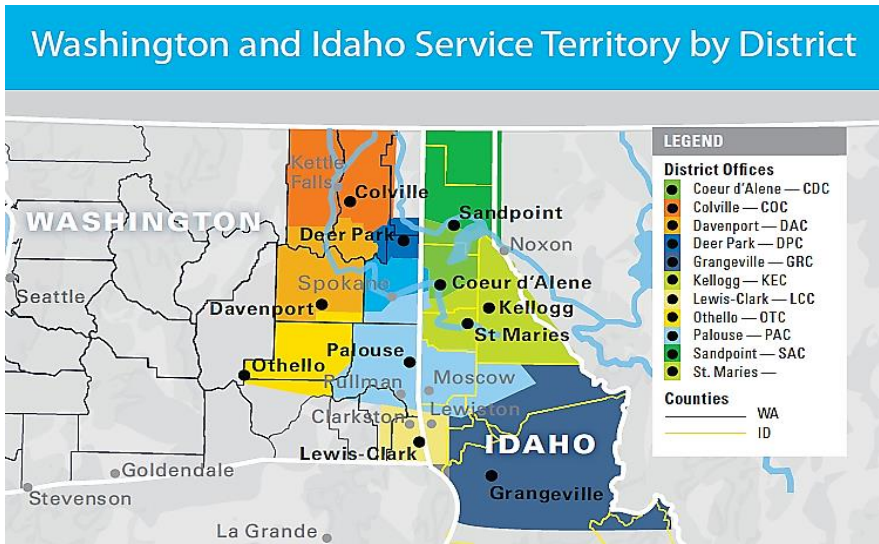 Washington and Idaho Service Territory by District
LEGEND
District Offices
Coeur d'Alene — CDC
Colville — COC
Davenport — DAC
Deer Park — DPC
Grangeville — GRC
Kellogg — KEC
Lewis-Clark — LCC
Othello — OTC
Palouse — PAC
Sandpoint — SAC
St. Maries —
Counties
WA
ID
Kettle
Falls
Colville
WASHINGTON
Sandpoint
Deer Park
Noxon
Spokane
Coeur d'Alene
Seattle
Davenport
Kellogg
St Maries
Palouse
Othello
Pullman
Moscow
Clarkston
Lewiston
Lewis-Clark
IDAHO
Goldendale
Grangeville
Stevenson
La Grande